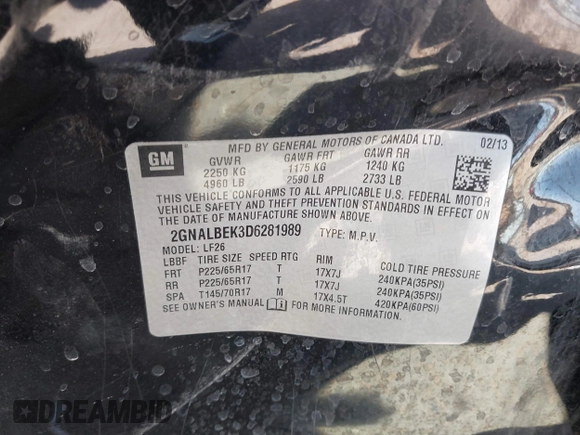 MFD BY GENERAL MOTORS OF CANADA LTD. 02/13
GM
GVWR GAWR FRT GAWR RR
2250 KG 1175 KG 1240 KG
4960 LB 2590 LB 2733 LB
THIS VEHICLE CONFORMS TO ALL APPLICABLE U.S. FEDERAL MOTOR
VEHICLE SAFETY AND THEFT PREVENTION STANDARDS IN EFFECT ON
THE DATE OF MANUFACTURE SHOWN ABOVE.
2GNALBEK3D6281989 TYPE: M.P.V.
MODEL: LF26
LBBF TIRE SIZE SPEED RTG RIM COLD TIRE PRESSURE
FRT P225/65R17 T 17X7J 240KPA(35PSI)
RR P225/65R17 T 17X7J 240KPA(35PSI)
SPA T145/70R17 M 17X4.5T 420KPA(60PSI)
SEE OWNER'S MANUAL FOR MORE INFORMATION.
DREAMBID